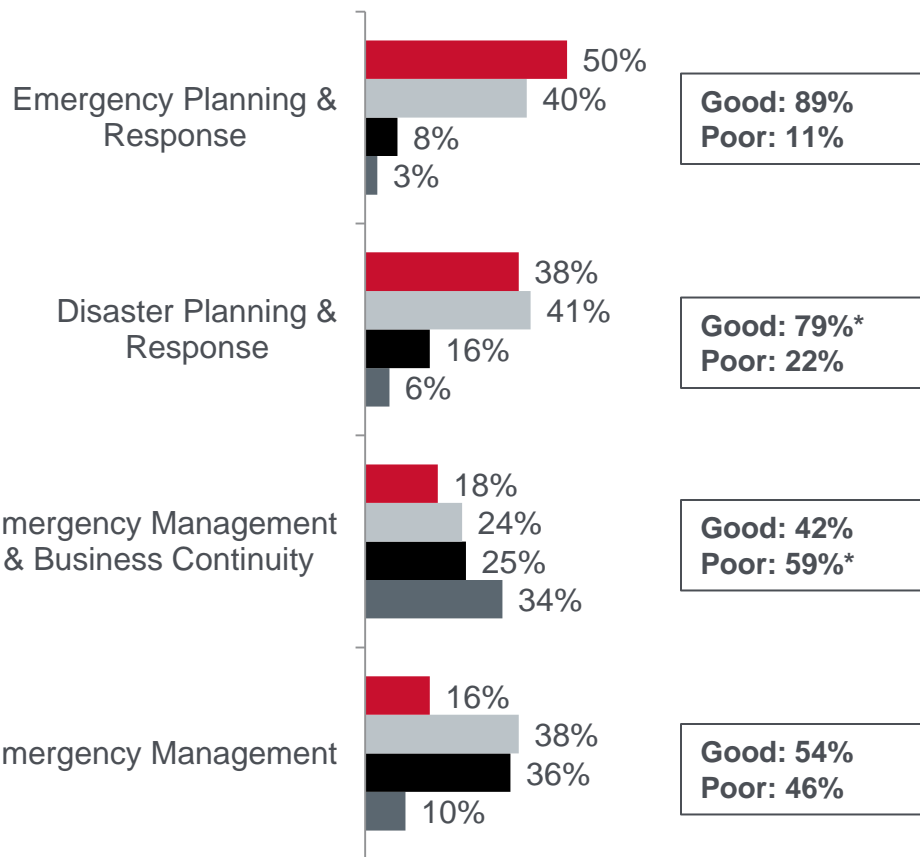 50%
Emergency Planning &
Response
40%
8%
3%
Good: 89%
Poor: 11%
38%
Disaster Planning &
Response
41%
16%
6%
Good: 79%*
Poor: 22%
18%
mergency Management
& Business Continuity
24%
25%
34%
Good: 42%
Poor: 59%*
16%
mergency Management
38%
36%
10%
Good: 54%
Poor: 46%